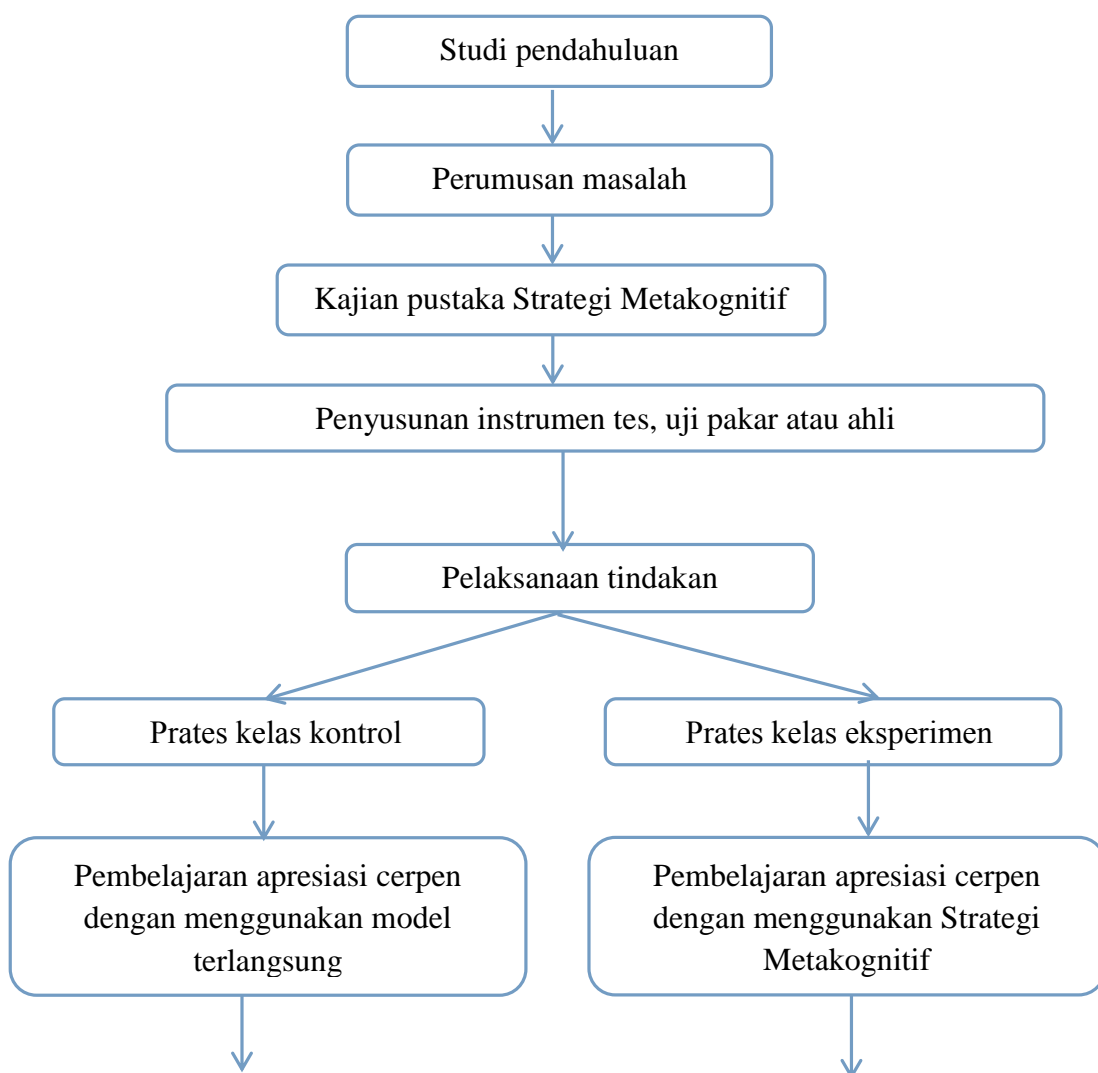 Studi pendahuluan
Perumusan masalah
Kajian pustaka Strategi Metakognitif
Penyusunan instrumen tes, uji pakar atau ahli
Pelaksanaan tindakan
Prates kelas kontrol
Prates kelas eksperimen
Pembelajaran apresiasi cerpen
dengan menggunakan model
terlangsung
Pembelajaran apresiasi cerpen
dengan menggunakan Strategi
Metakognitif